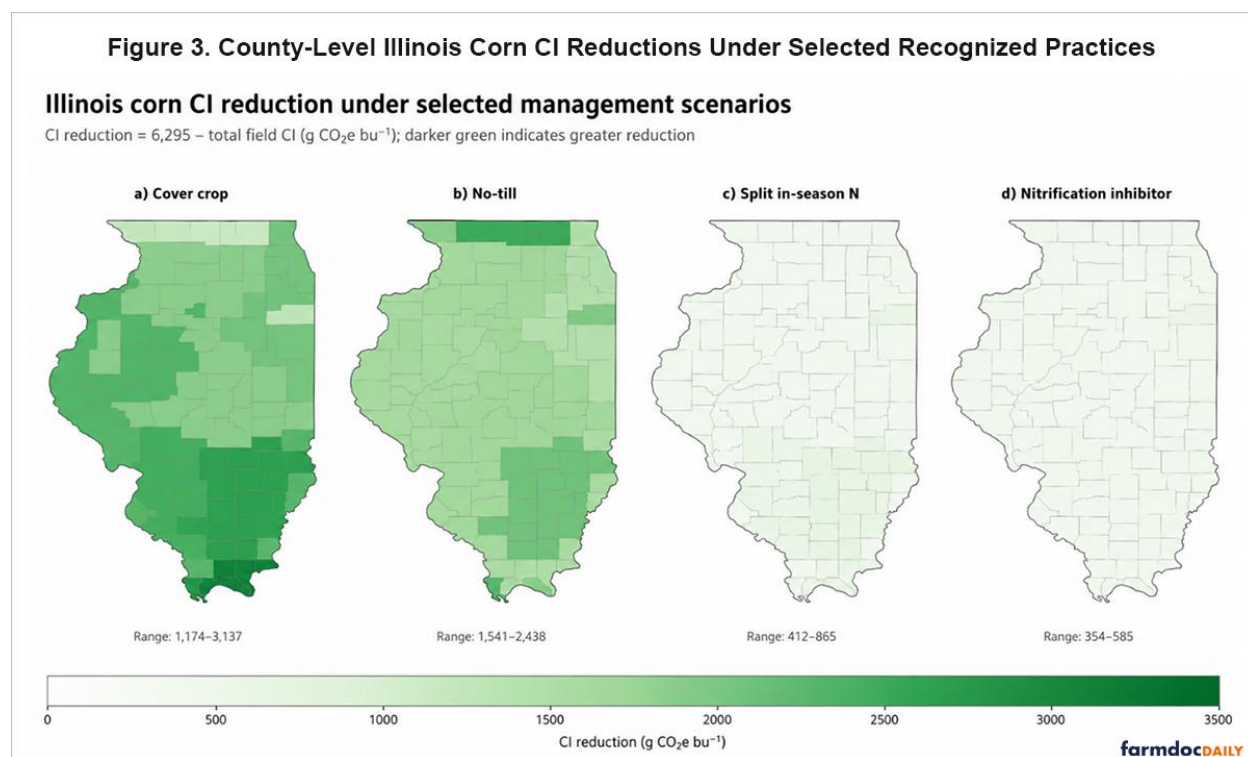 Figure 3. County-Level Illinois Corn CI Reductions Under Selected Recognized Practices
Illinois corn CI reduction under selected management scenarios
CI reduction = 6,295 – total field CI (g CO₂e bu⁻¹); darker green indicates greater reduction
a) Cover crop
b) No-till
c) Split in-season N
d) Nitrification inhibitor
Range: 1,174–3,137
Range: 1,541–2,438
Range: 412–865
Range: 354–585
0 500 1000 1500 2000 2500 3000 3500
CI reduction (g CO₂e bu⁻¹)
farmdocDAILY